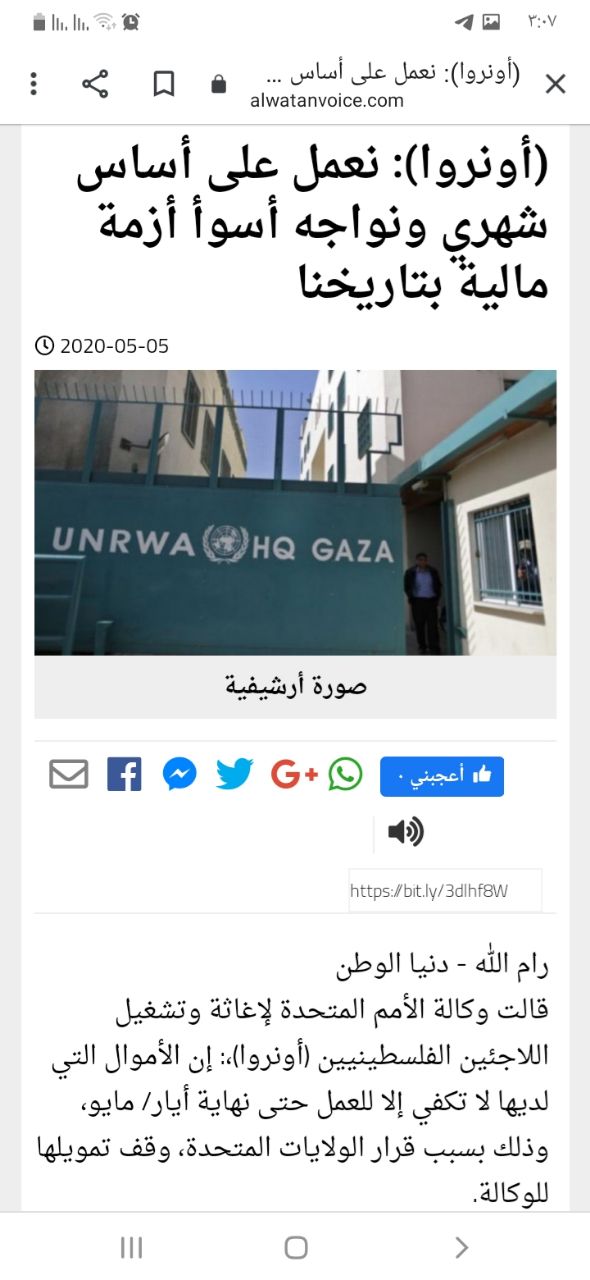 ٣:٠٧
(أونروا): نعمل على أساس ...
alwatanvoice.com
(أونروا): نعمل على أساس
شهري ونواجه أسوأ أزمة
مالية بتاريخنا
2020-05-05
UNRWA HQ GAZA
صورة أرشيفية
G+
أعجبني ٠
https://bit.ly/3dlhf8W
رام الله - دنيا الوطن
قالت وكالة الأمم المتحدة لإغاثة وتشغيل
اللاجئين الفلسطينيين (أونروا)،: إن الأموال التي
لديها لا تكفي إلا للعمل حتى نهاية أيار/ مايو،
وذلك بسبب قرار الولايات المتحدة، وقف تمويلها
للوكالة.